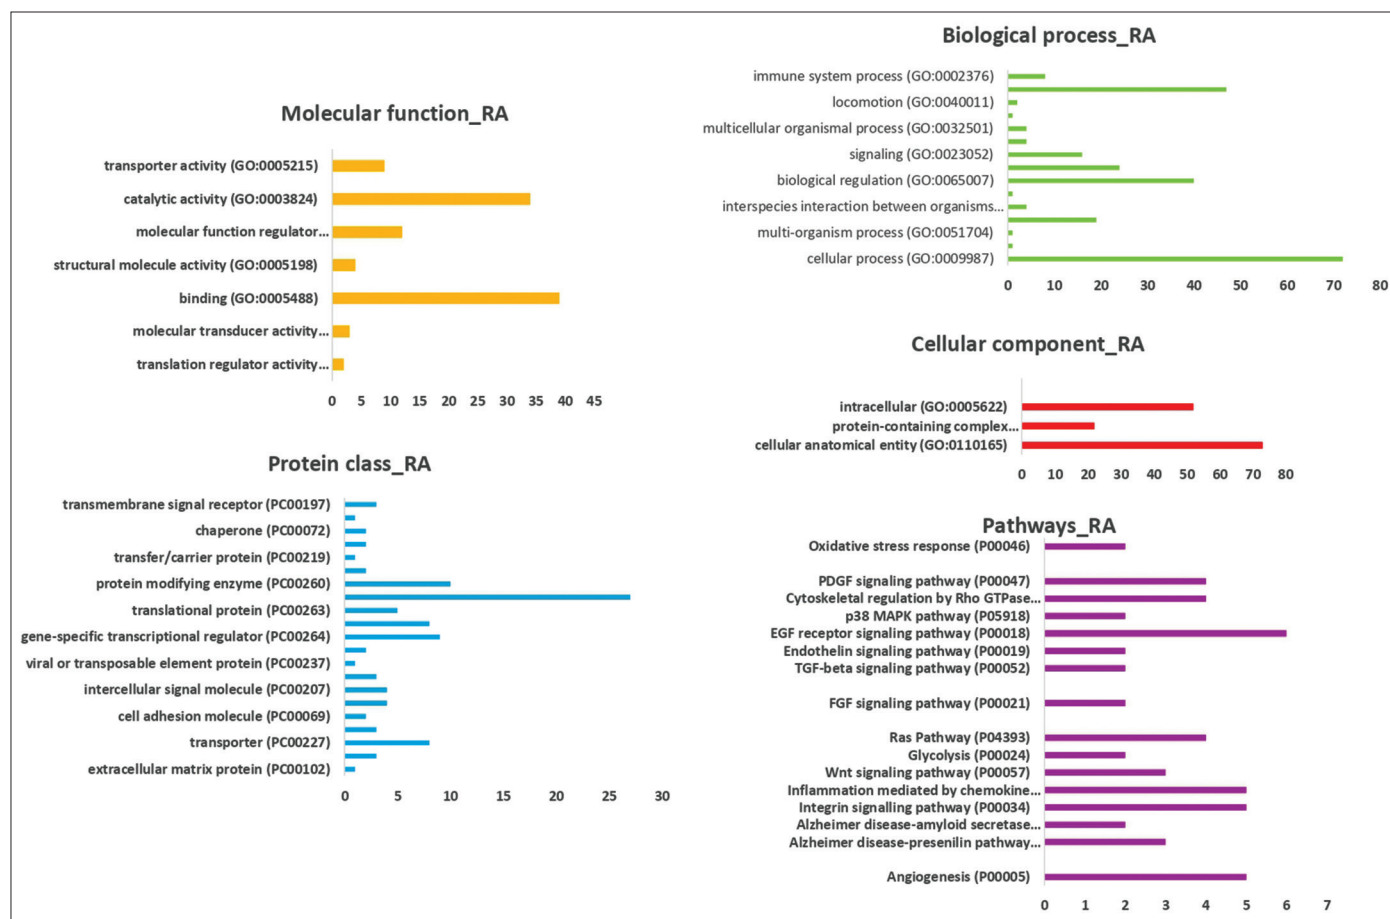 Molecular function_RA
transporter activity (GO:0005215)
catalytic activity (GO:0003824)
molecular function regulator...
structural molecule activity (GO:0005198)
binding (GO:0005488)
molecular transducer activity...
translation regulator activity...
0 5 10 15 20 25 30 35 40 45
Protein class_RA
transmembrane signal receptor (PC00197)
chaperone (PC00072)
transfer/carrier protein (PC00219)
protein modifying enzyme (PC00260)
translational protein (PC00263)
gene-specific transcriptional regulator (PC00264)
viral or transposable element protein (PC00237)
intercellular signal molecule (PC00207)
cell adhesion molecule (PC00069)
transporter (PC00227)
extracellular matrix protein (PC00102)
0 5 10 15 20 25 30
Biological process_RA
immune system process (GO:0002376)
locomotion (GO:0040011)
multicellular organismal process (GO:0032501)
signaling (GO:0023052)
biological regulation (GO:0065007)
interspecies interaction between organisms...
multi-organism process (GO:0051704)
cellular process (GO:0009987)
0 10 20 30 40 50 60 70 80
Cellular component_RA
intracellular (GO:0005622)
protein-containing complex...
cellular anatomical entity (GO:0110165)
0 10 20 30 40 50 60 70 80
Pathways_RA
Oxidative stress response (P00046)
PDGF signaling pathway (P00047)
Cytoskeletal regulation by Rho GTPase...
p38 MAPK pathway (P05918)
EGF receptor signaling pathway (P00018)
Endothelin signaling pathway (P00019)
TGF-beta signaling pathway (P00052)
FGF signaling pathway (P00021)
Ras Pathway (P04393)
Glycolysis (P00024)
Wnt signaling pathway (P00057)
Inflammation mediated by chemokine...
Integrin signalling pathway (P00034)
Alzheimer disease-amyloid secretase...
Alzheimer disease-presenilin pathway...
Angiogenesis (P00005)
0 1 2 3 4 5 6 7